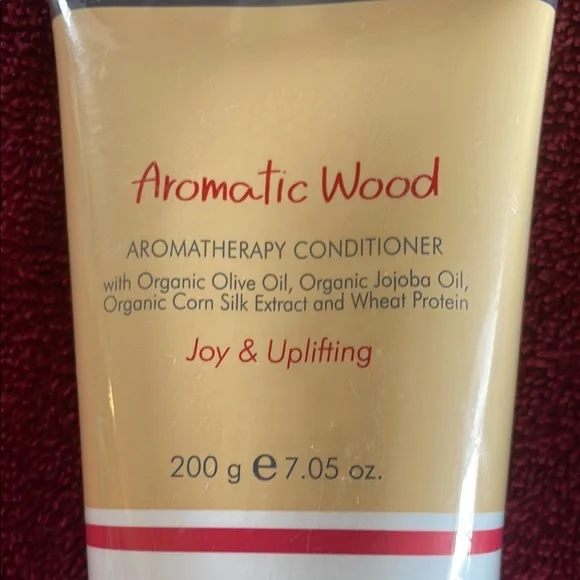 Aromatic Wood
AROMATHERAPY CONDITIONER
with Organic Olive Oil, Organic Jojoba Oil,
Organic Corn Silk Extract and Wheat Protein
Joy & Uplifting
200 g ℮ 7.05 oz.